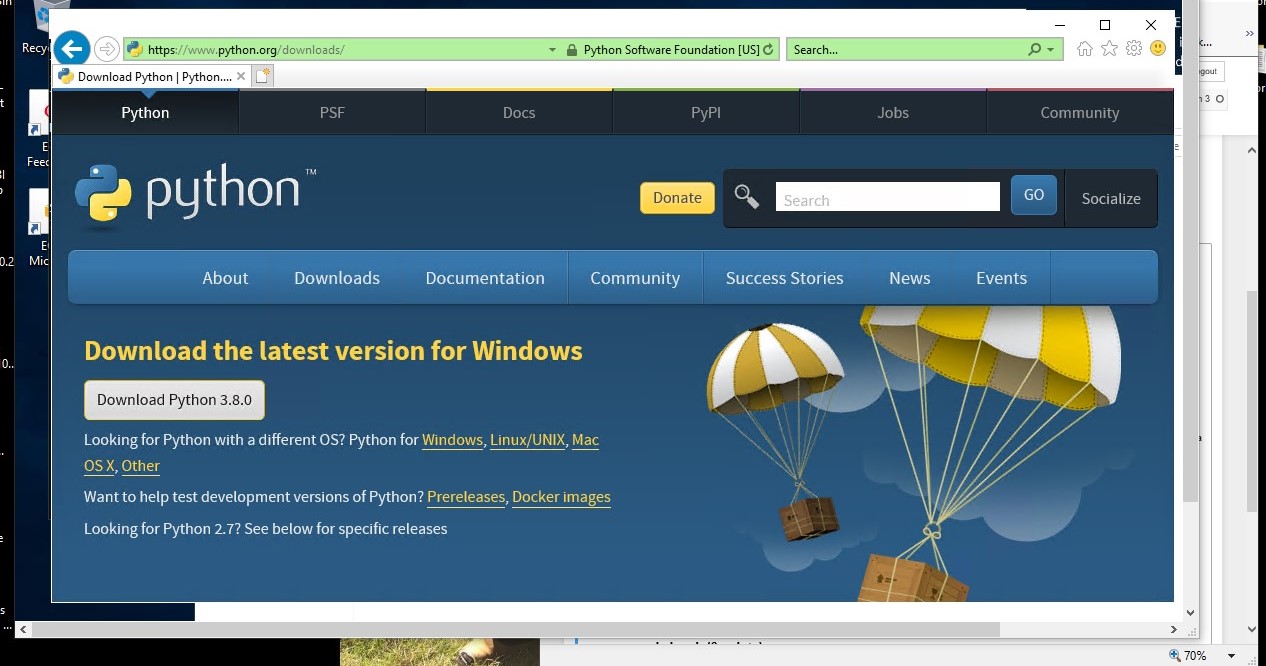 Recyc
https://www.python.org/downloads/
Python Software Foundation [US]
Search...
Download Python | Python....
Python
PSF
Docs
PyPI
Jobs
Community
python™
Donate
Search
GO
Socialize
About
Downloads
Documentation
Community
Success Stories
News
Events
Download the latest version for Windows
Download Python 3.8.0
Looking for Python with a different OS? Python for Windows, Linux/UNIX, Mac
OS X, Other
Want to help test development versions of Python? Prereleases, Docker images
Looking for Python 2.7? See below for specific releases
E
Feed
Mic
gout
70%